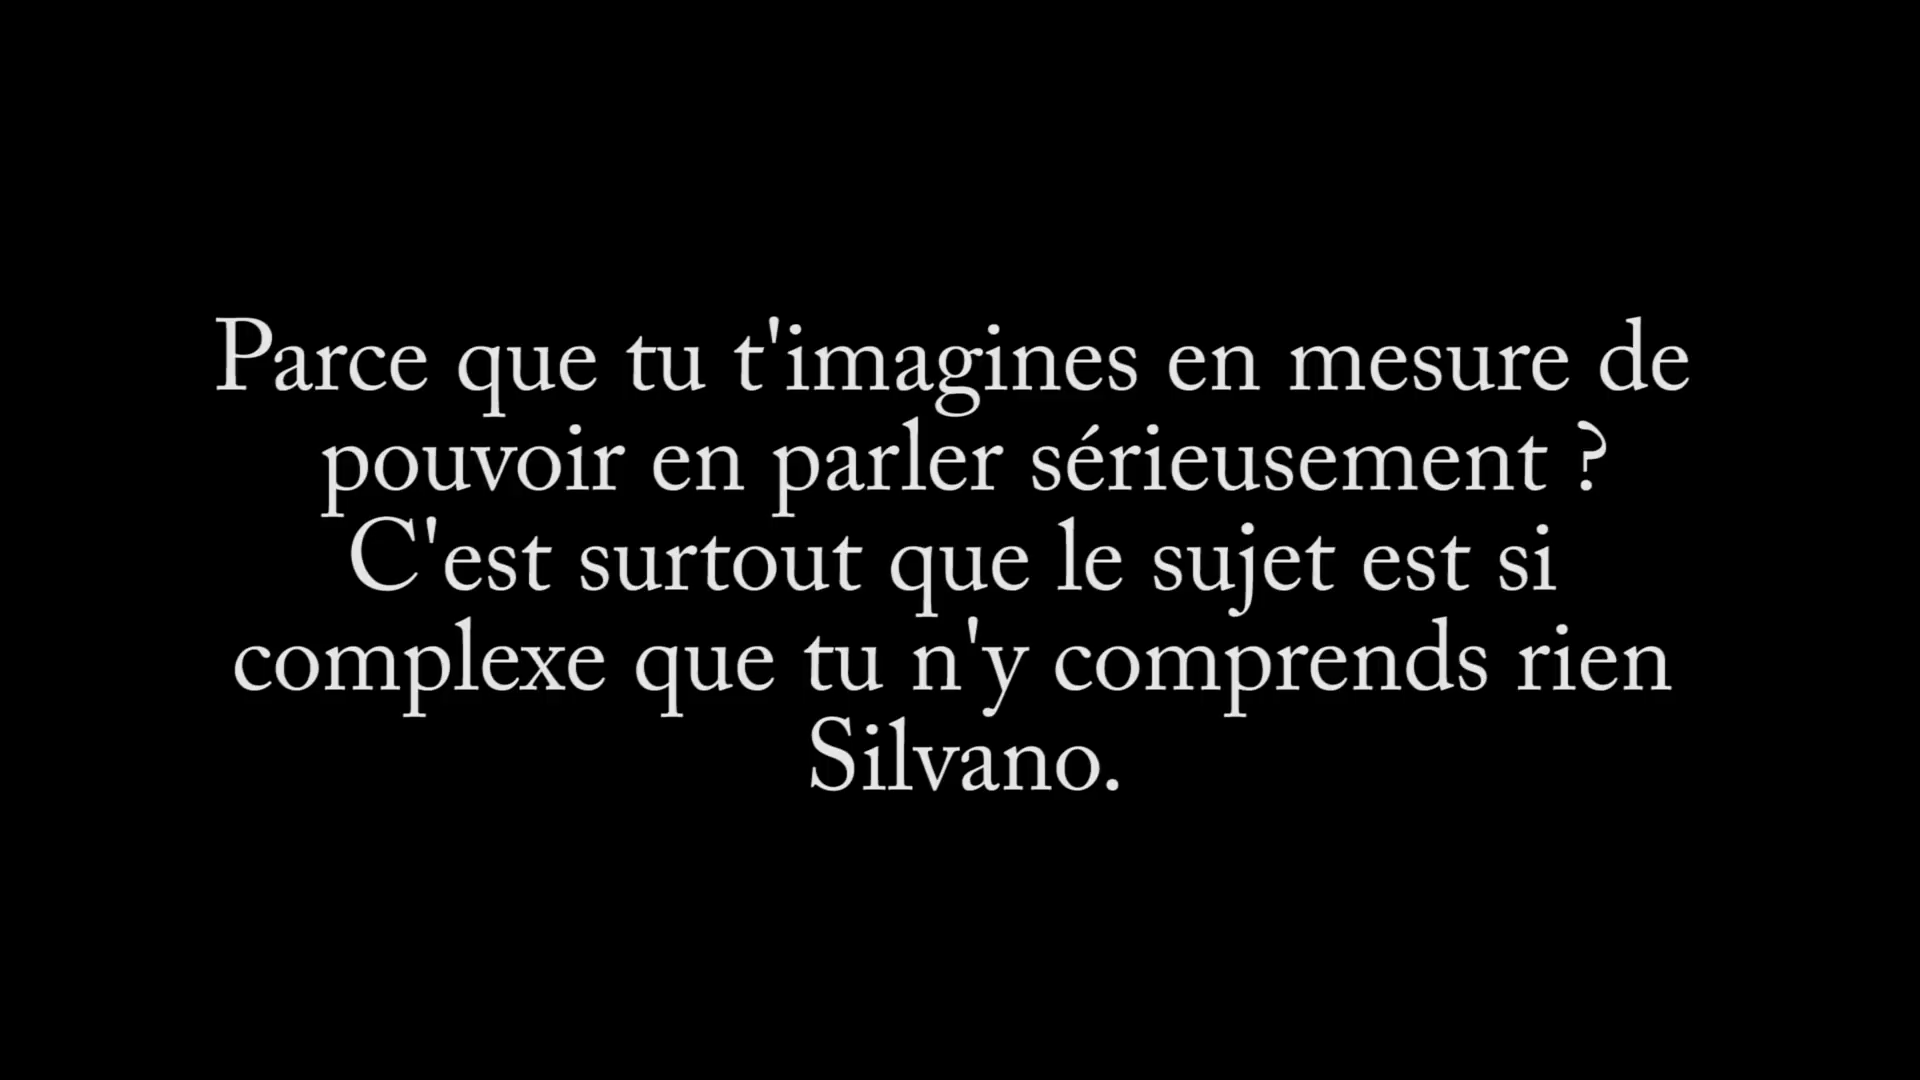 Parce que tu t'imagines en mesure de
pouvoir en parler sérieusement ?
C'est surtout que le sujet est si
complexe que tu n'y comprends rien
Silvano.